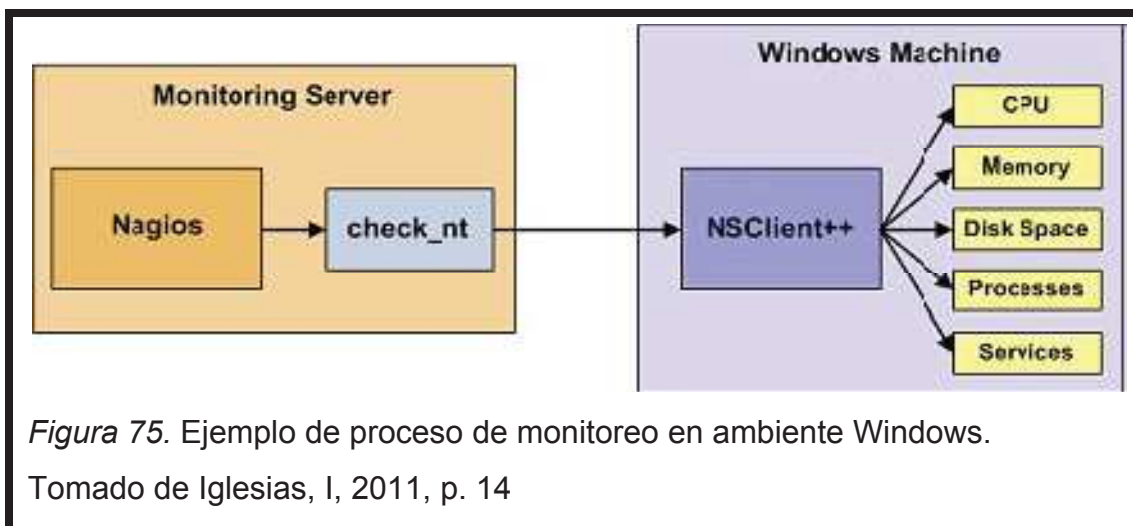 Monitoring Server
Nagios
check_nt
Windows Machine
NSClient++
CPU
Memory
Disk Space
Processes
Services
Figura 75. Ejemplo de proceso de monitoreo en ambiente Windows.
Tomado de Iglesias, I, 2011, p. 14